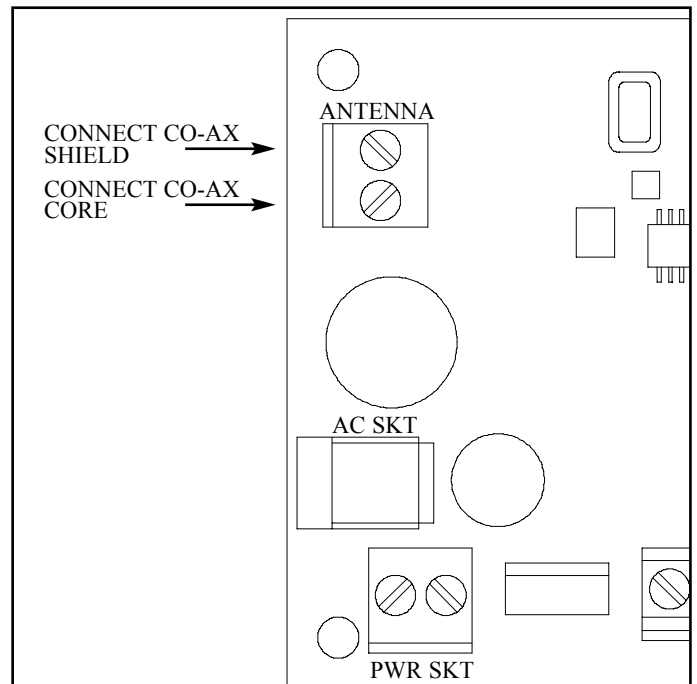 ANTENNA
CONNECT CO-AX
SHIELD
CONNECT CO-AX
CORE
AC SKT
PWR SKT